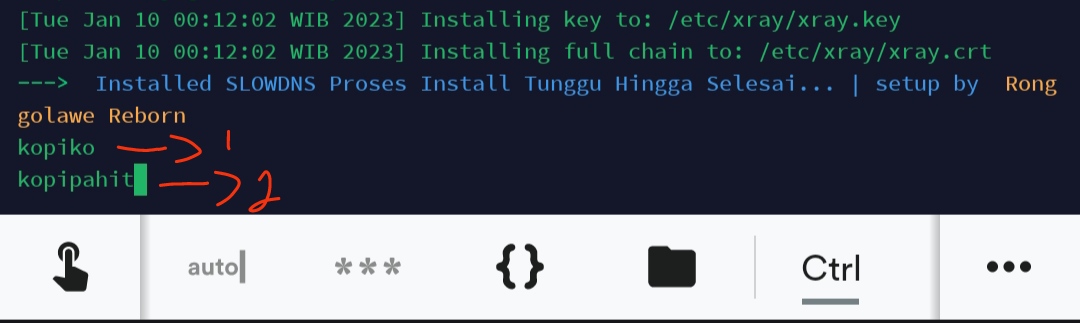 [Tue Jan 10 00:12:02 WIB 2023] Installing key to: /etc/xray/xray.key
[Tue Jan 10 00:12:02 WIB 2023] Installing full chain to: /etc/xray/xray.crt
---> Installed SLOWDNS Proses Install Tunggu Hingga Selesai... | setup by Rong
golawe Reborn
kopiko 1
kopipahit 2
auto *** {} Ctrl